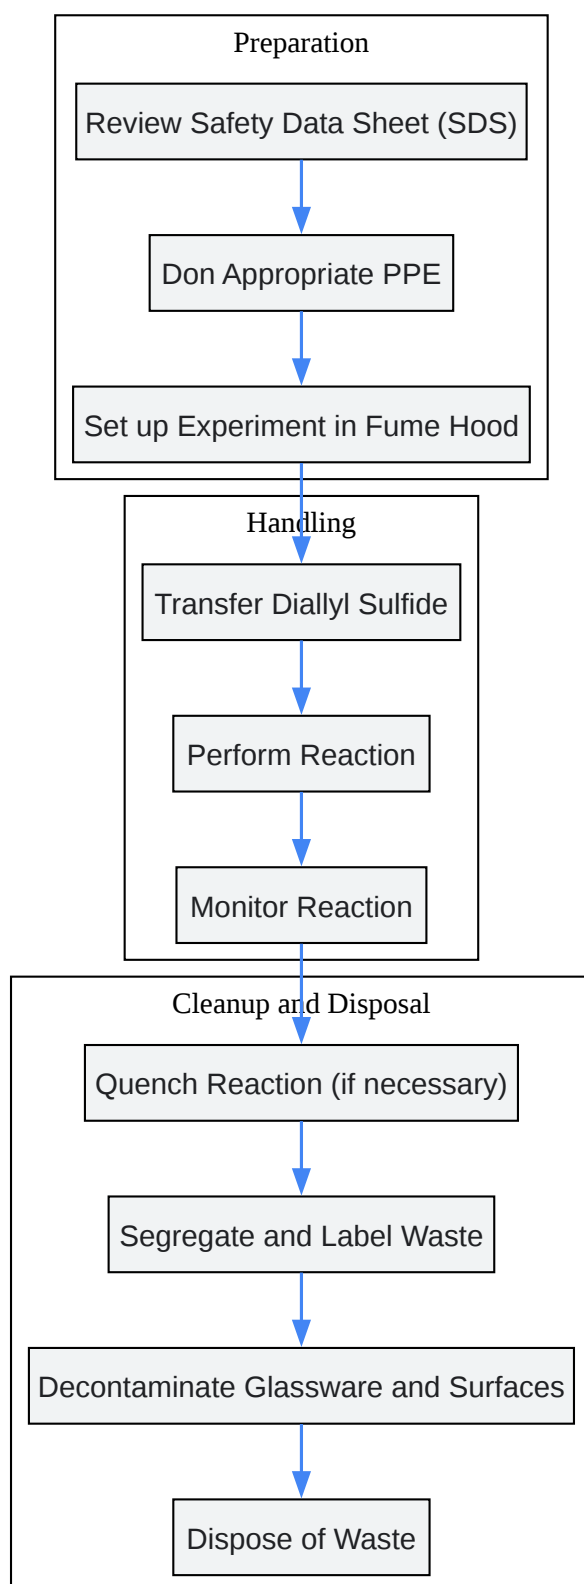 Preparation
Review Safety Data Sheet (SDS)
Don Appropriate PPE
Set up Experiment in Fume Hood
Handling
Transfer Diallyl Sulfide
Perform Reaction
Monitor Reaction
Cleanup and Disposal
Quench Reaction (if necessary)
Segregate and Label Waste
Decontaminate Glassware and Surfaces
Dispose of Waste